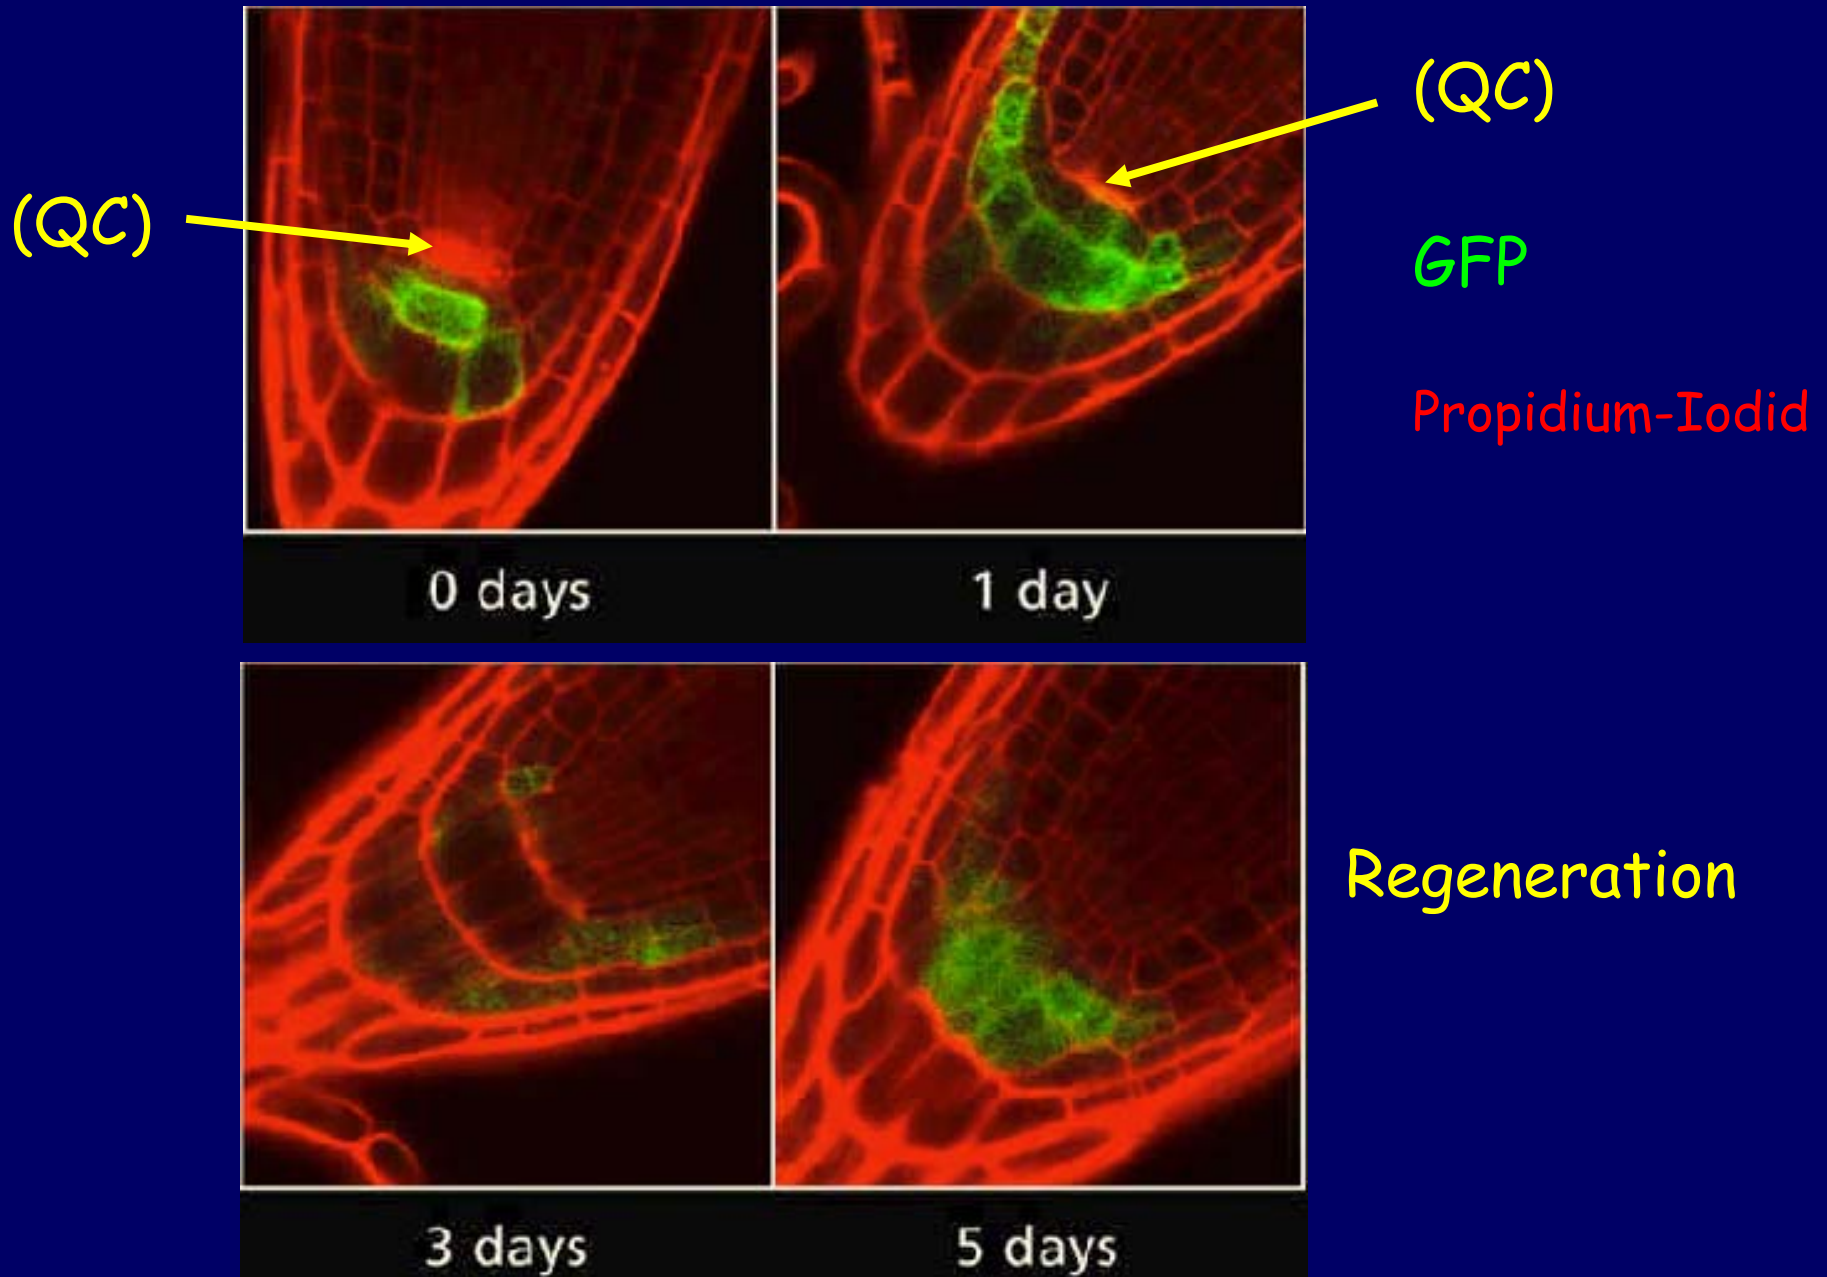 (QC)
(QC)
GFP
Propidium-Iodid
0 days
1 day
Regeneration
3 days
5 days